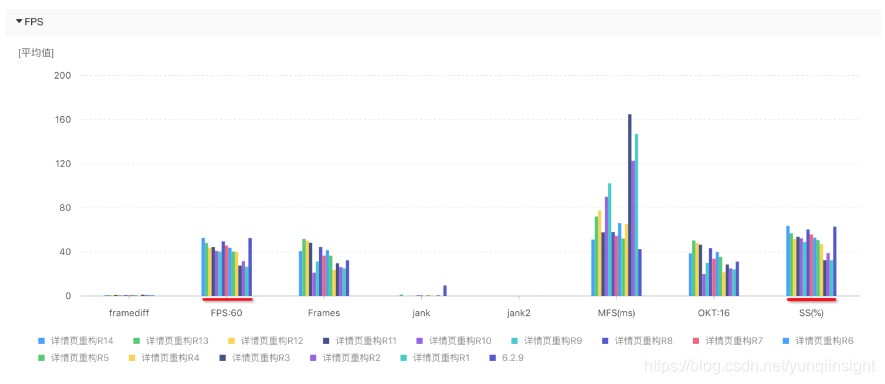 FPS
[平均值]
200
160
120
80
40
0
framediff FPS:60 Frames jank jank2 MFS(ms) OKT:16 SS(%)
详情页重构R14 详情页重构R13 详情页重构R12 详情页重构R11 详情页重构R10 详情页重构R9 详情页重构R8 详情页重构R7 详情页重构R6
详情页重构R5 详情页重构R4 详情页重构R3 详情页重构R2 详情页重构R1 6.2.9
https://blog.csdn.net/yunqiinsight